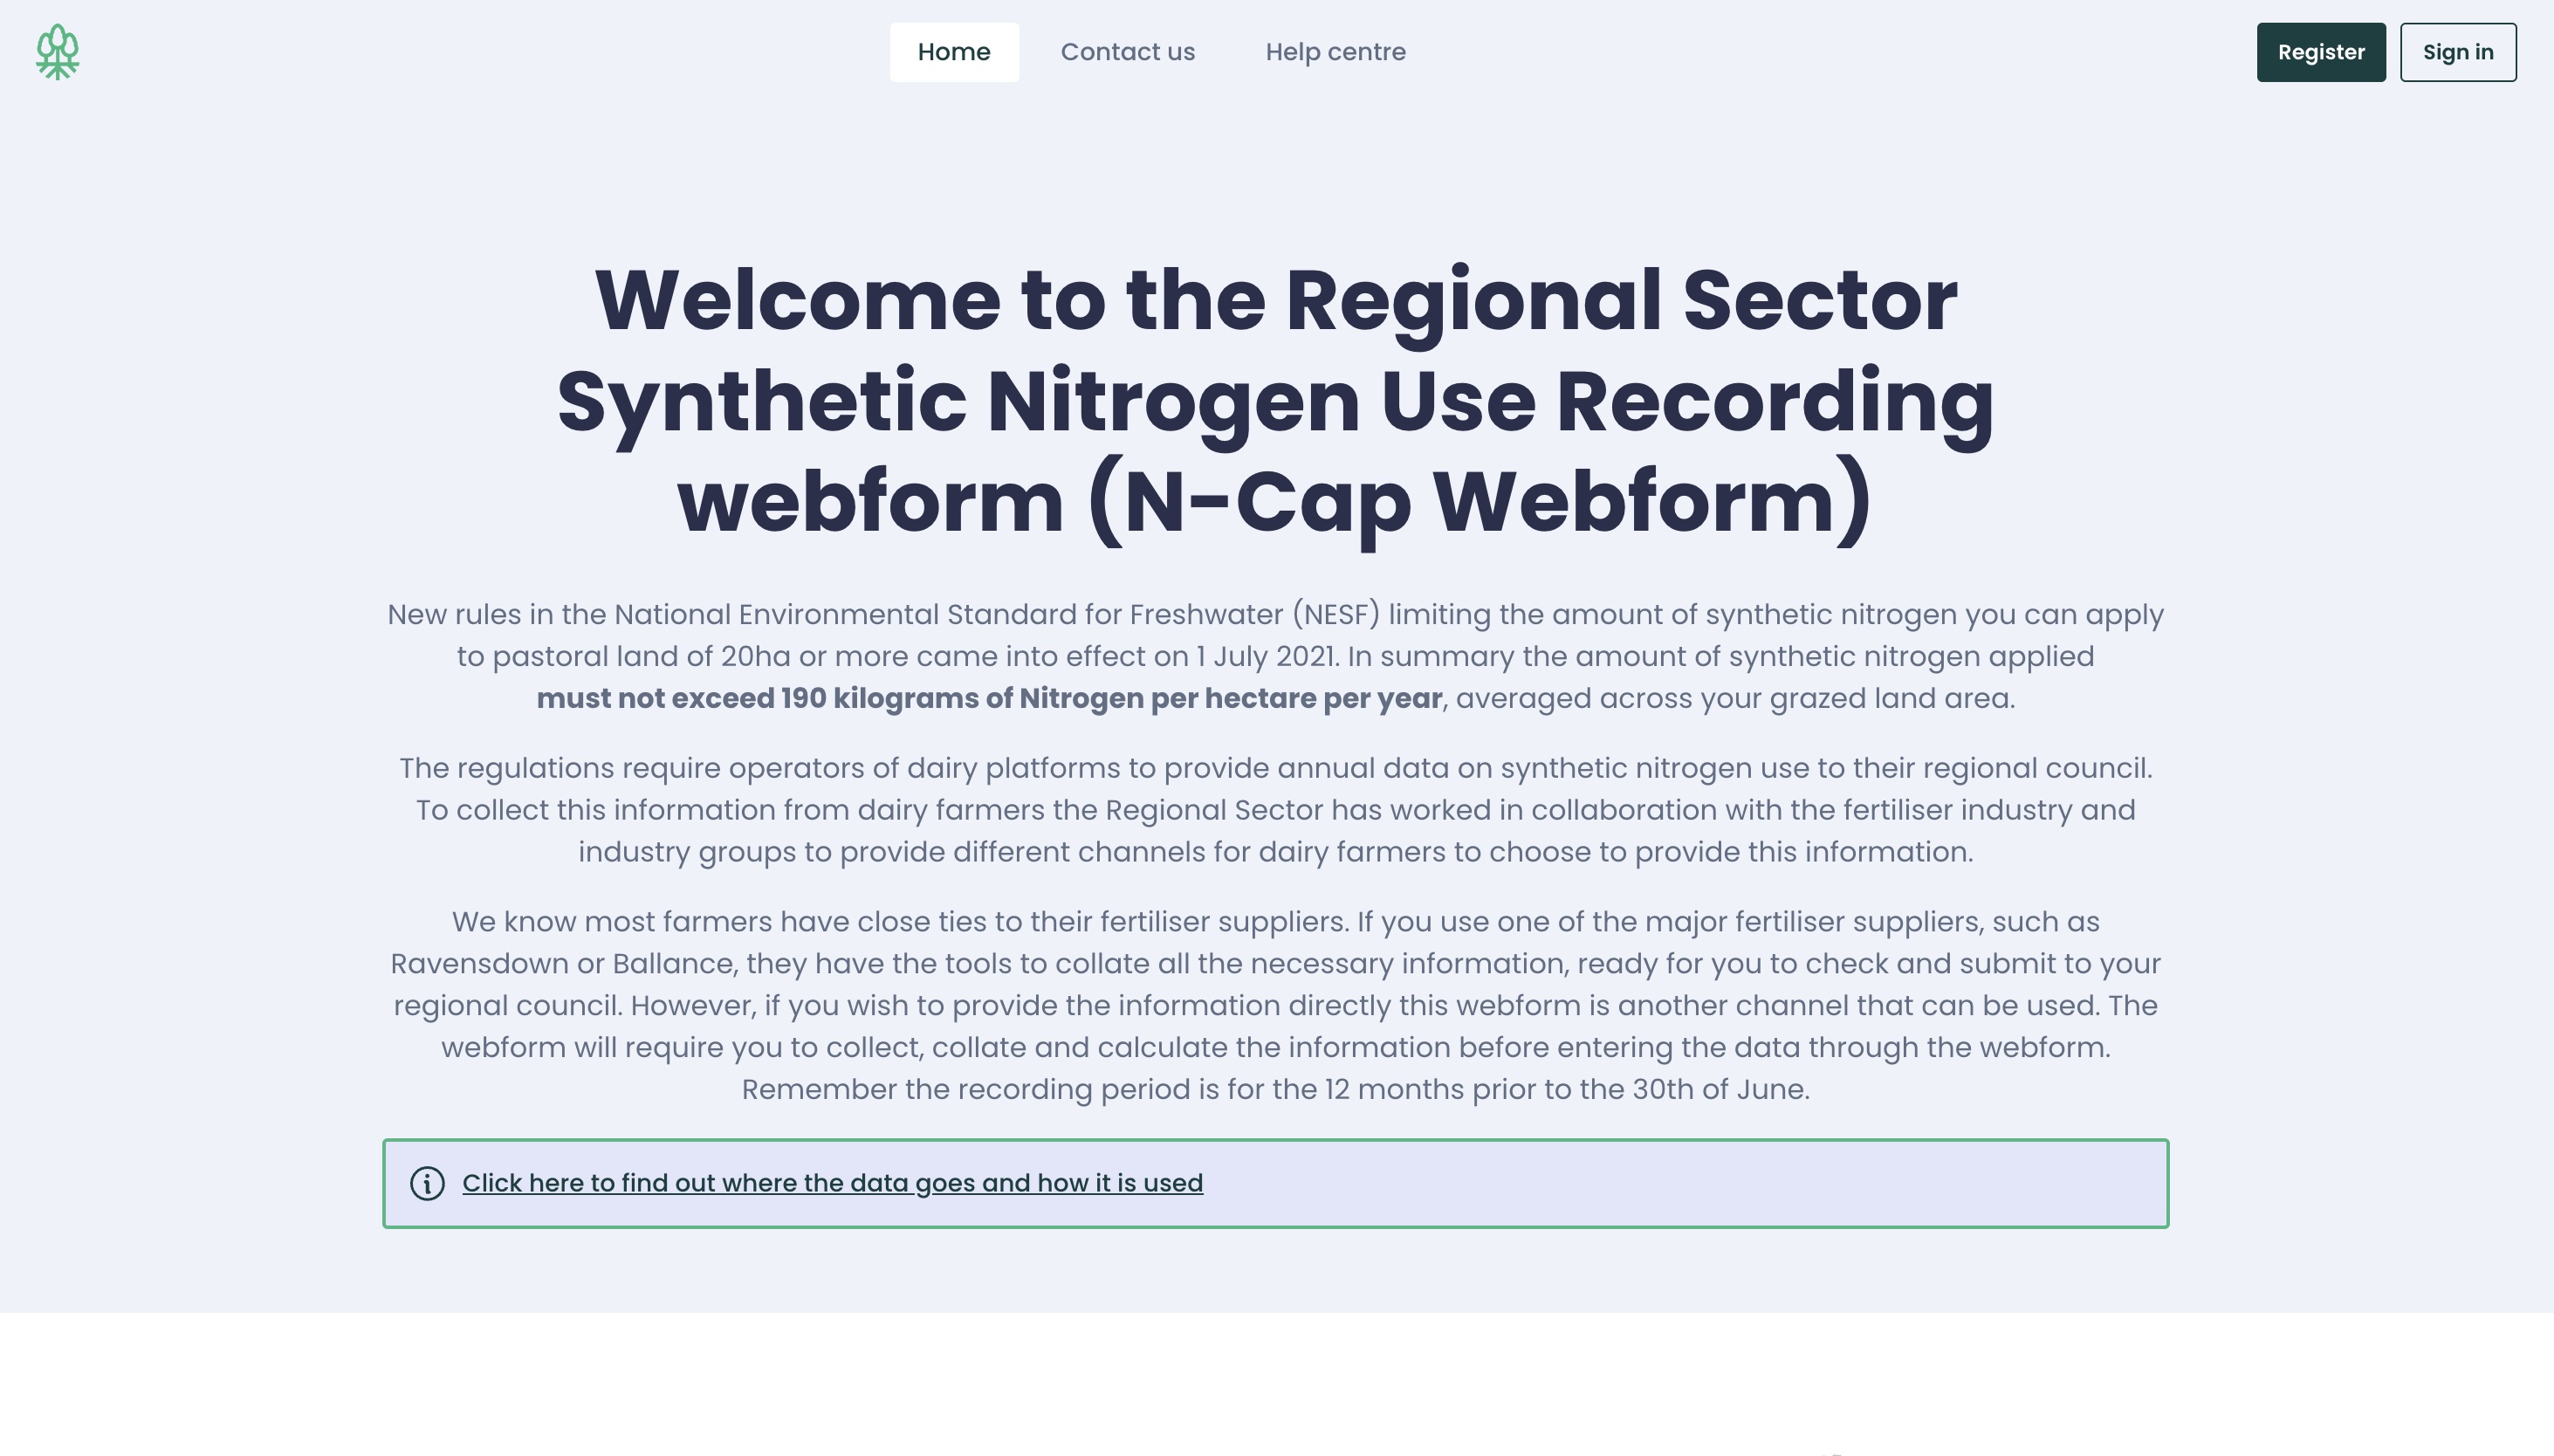 Home
Contact us
Help centre
Register
Sign in
Welcome to the Regional Sector
Synthetic Nitrogen Use Recording
webform (N-Cap Webform)
New rules in the National Environmental Standard for Freshwater (NESF) limiting the amount of synthetic nitrogen you can apply
to pastoral land of 20ha or more came into effect on 1 July 2021. In summary the amount of synthetic nitrogen applied
must not exceed 190 kilograms of Nitrogen per hectare per year, averaged across your grazed land area.
The regulations require operators of dairy platforms to provide annual data on synthetic nitrogen use to their regional council.
To collect this information from dairy farmers the Regional Sector has worked in collaboration with the fertiliser industry and
industry groups to provide different channels for dairy farmers to choose to provide this information.
We know most farmers have close ties to their fertiliser suppliers. If you use one of the major fertiliser suppliers, such as
Ravensdown or Ballance, they have the tools to collate all the necessary information, ready for you to check and submit to your
regional council. However, if you wish to provide the information directly this webform is another channel that can be used. The
webform will require you to collect, collate and calculate the information before entering the data through the webform.
Remember the recording period is for the 12 months prior to the 30th of June.
Click here to find out where the data goes and how it is used